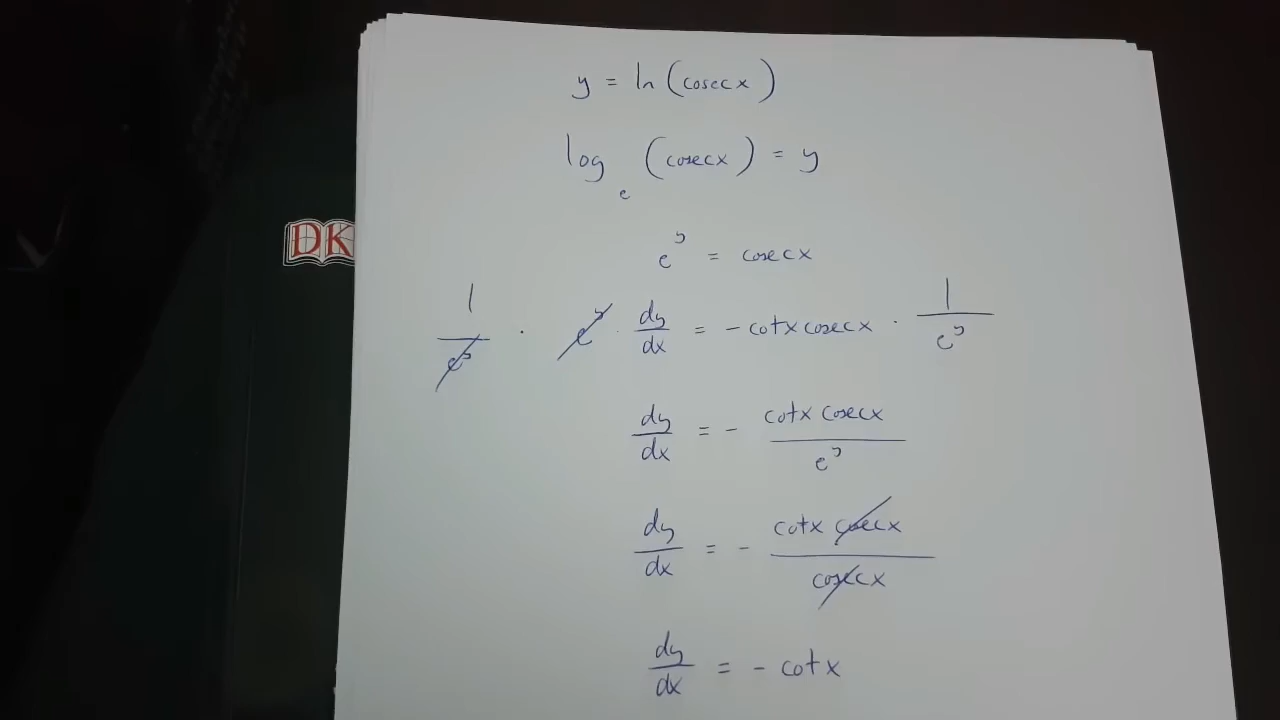 y = ln (cosecx)
log_e (cosecx) = y
DK
e^y = cosecx
1/e^y · e^y · dy/dx = - cotx cosecx · 1/e^y
dy/dx = - cotx cosecx / e^y
dy/dx = - cotx cosecx / cosecx
dy/dx = - cotx